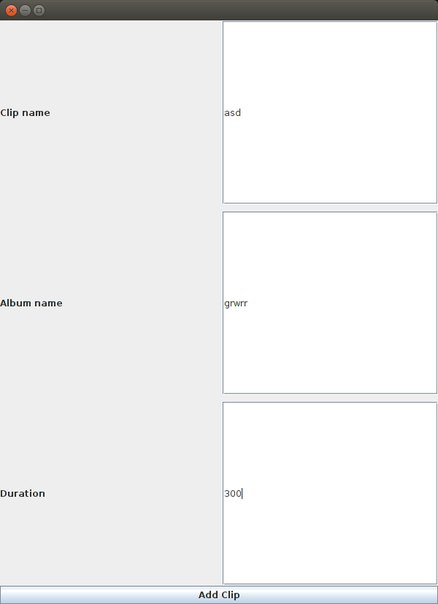 Clip name
asd
Album name
grwrr
Duration
300
Add Clip